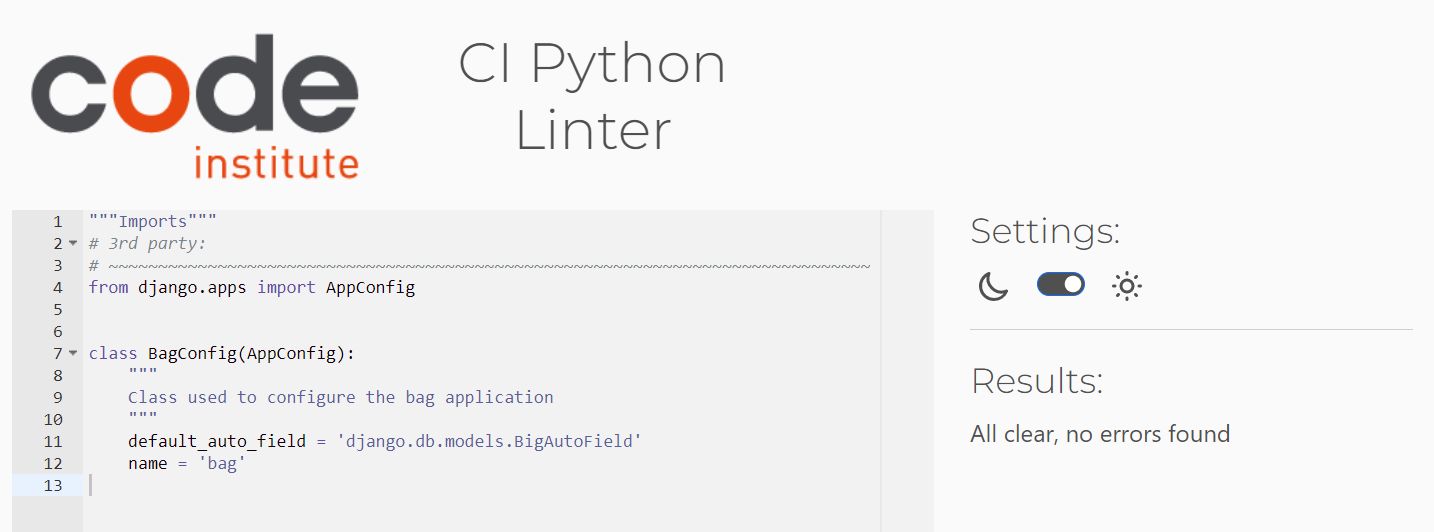 code
institute
CI Python
Linter
1 """Imports"""
2 # 3rd party:
3 # ~~~~~~~~~~~~~~~~~~~~~~~~~~~~~~~~~~~~~~~~~~~~~~~~~~~~~~~~~~~~~~~~~~~~~~~~~~~~~
4 from django.apps import AppConfig
5
6
7 class BagConfig(AppConfig):
8     """
9     Class used to configure the bag application
10     """
11     default_auto_field = 'django.db.models.BigAutoField'
12     name = 'bag'
13
Settings:
Results:
All clear, no errors found